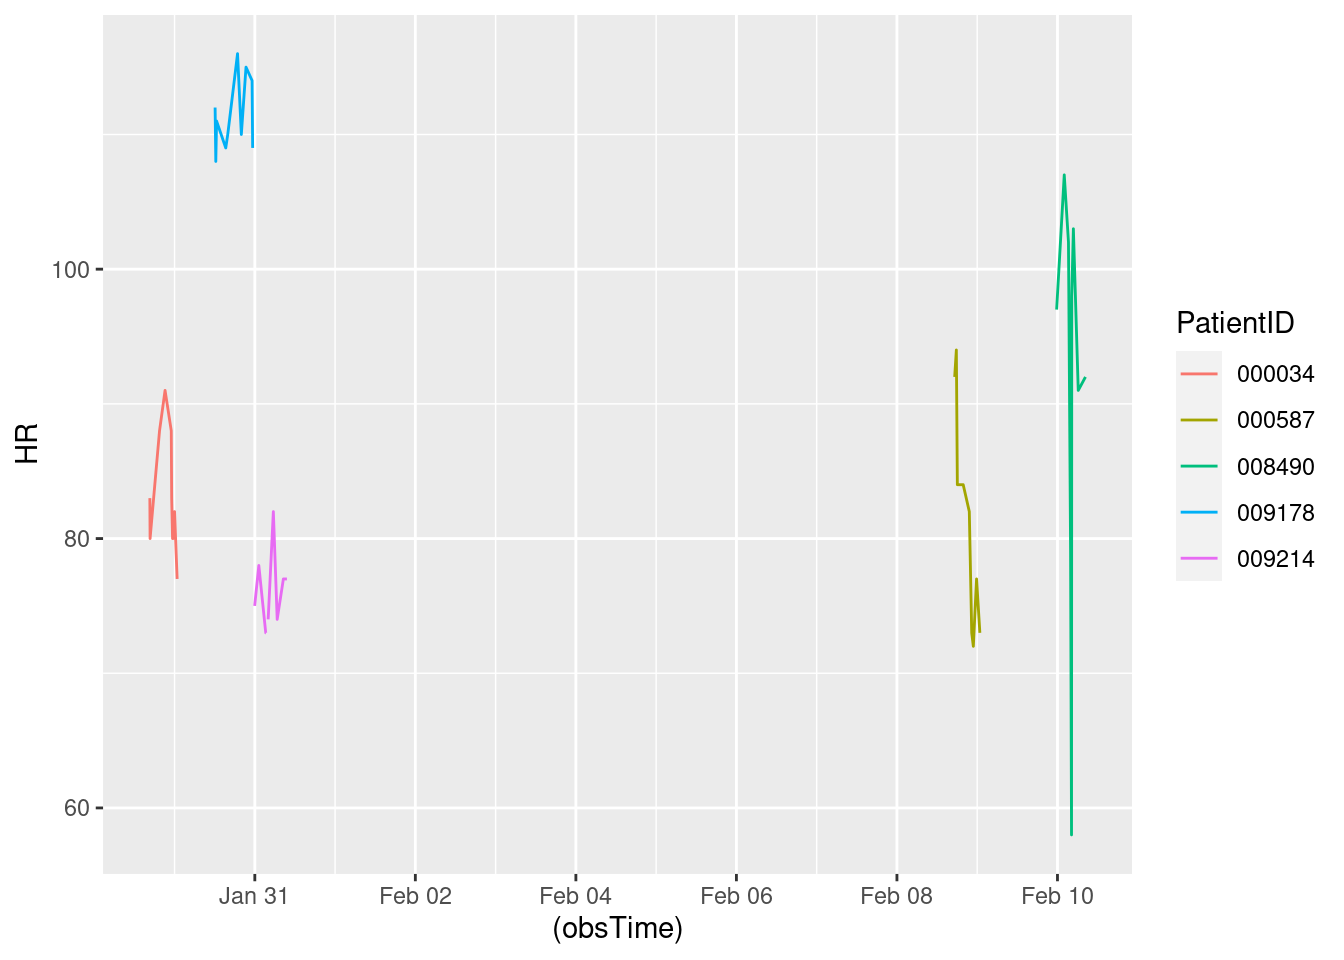 100
80
60
HR
Jan 31
Feb 02
Feb 04
Feb 06
Feb 08
Feb 10
(obsTime)
PatientID
000034
000587
008490
009178
009214